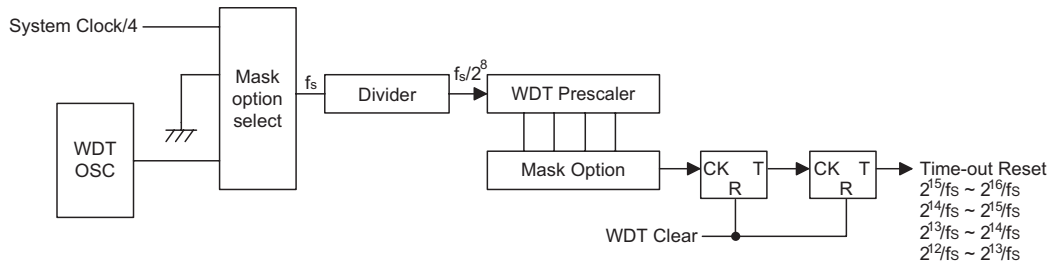 System Clock/4
Mask
option
select
WDT
OSC
fs
Divider
fs/2^8
WDT Prescaler
Mask Option
CK T
R
CK T
R
WDT Clear
Time-out Reset
2^15/fs ~ 2^16/fs
2^14/fs ~ 2^15/fs
2^13/fs ~ 2^14/fs
2^12/fs ~ 2^13/fs